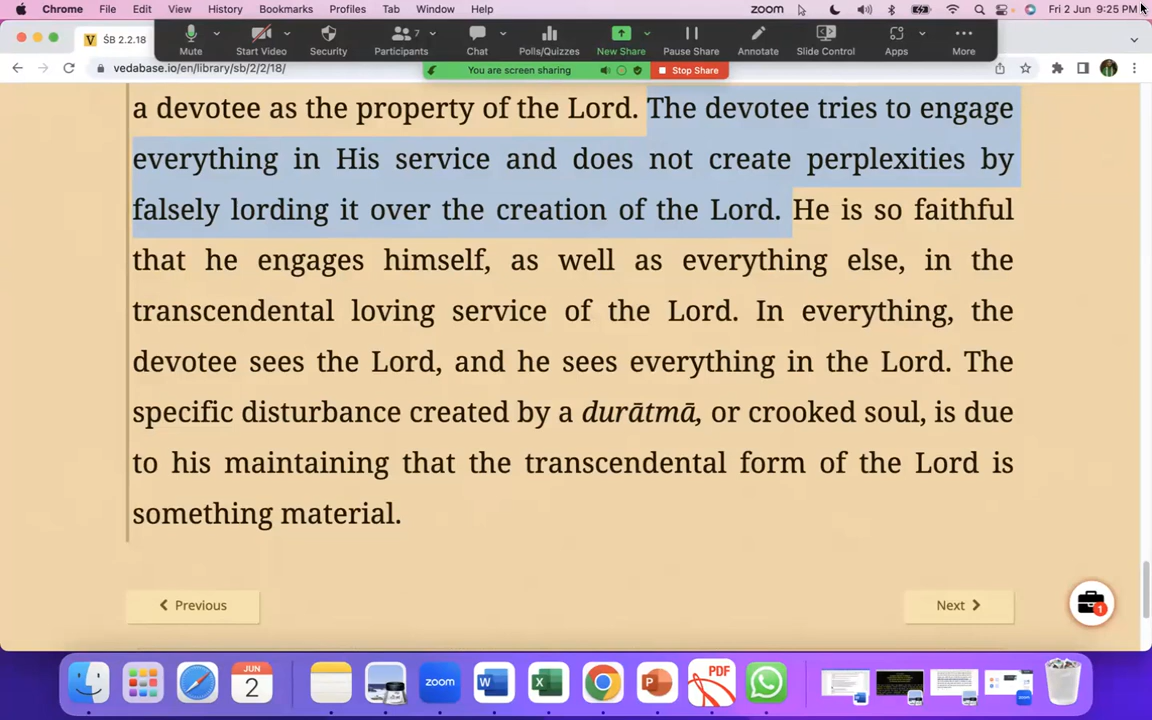 Chrome File Edit View History Bookmarks Profiles Tab Window Help zoom Fri 2 Jun 9:25 PM
ŚB 2.2.18
Mute Start Video Security Participants 7 Chat Polls/Quizzes New Share Pause Share Annotate Slide Control Apps More
vedabase.io/en/library/sb/2/2/18/
You are screen sharing Stop Share
a devotee as the property of the Lord. The devotee tries to engage
everything in His service and does not create perplexities by
falsely lording it over the creation of the Lord. He is so faithful
that he engages himself, as well as everything else, in the
transcendental loving service of the Lord. In everything, the
devotee sees the Lord, and he sees everything in the Lord. The
specific disturbance created by a durātmā, or crooked soul, is due
to his maintaining that the transcendental form of the Lord is
something material.
Previous Next
1
JUN
2 zoom W X P PDF